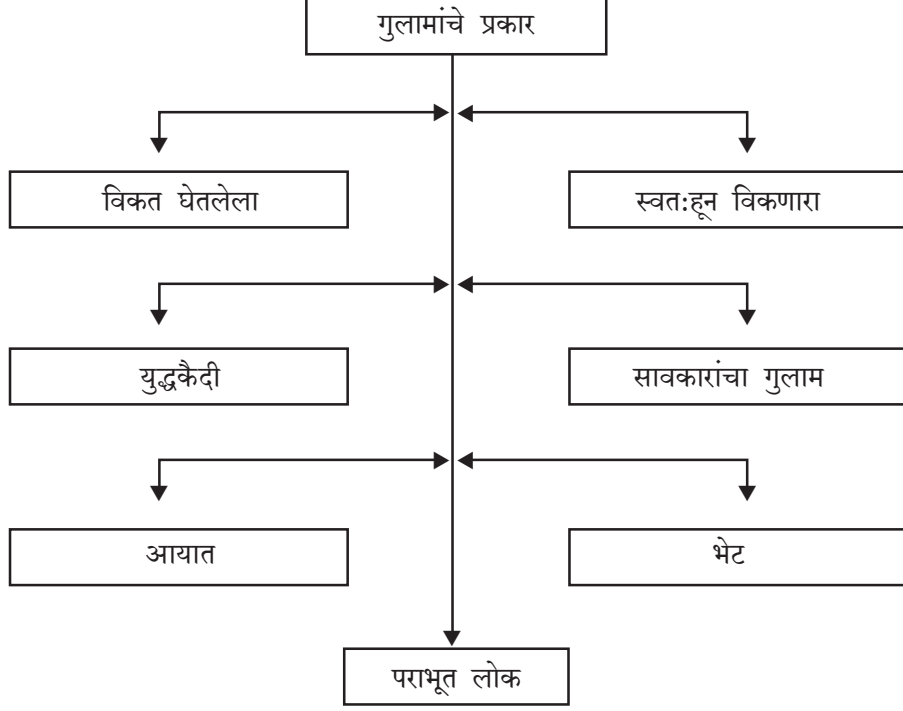 गुलामांचे प्रकार
विकत घेतलेला
स्वत:हून विकणारा
युद्धकैदी
सावकारांचा गुलाम
आयात
भेट
पराभूत लोक